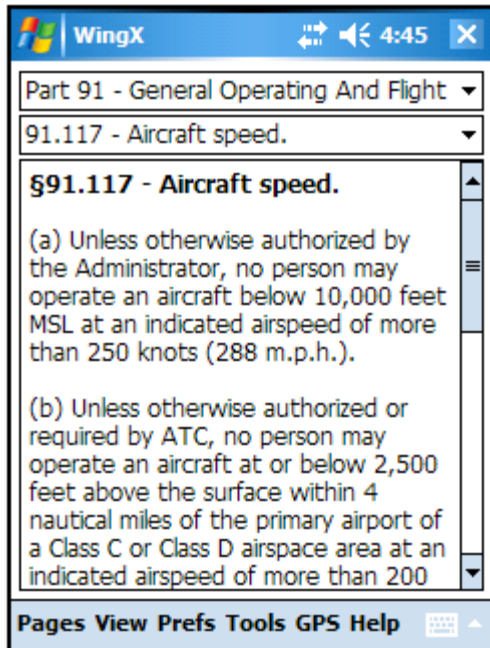 WingX 4:45
Part 91 - General Operating And Flight
91.117 - Aircraft speed.
§91.117 - Aircraft speed.
(a) Unless otherwise authorized by
the Administrator, no person may
operate an aircraft below 10,000 feet
MSL at an indicated airspeed of more
than 250 knots (288 m.p.h.).
(b) Unless otherwise authorized or
required by ATC, no person may
operate an aircraft at or below 2,500
feet above the surface within 4
nautical miles of the primary airport of
a Class C or Class D airspace area at an
indicated airspeed of more than 200
Pages View Prefs Tools GPS Help